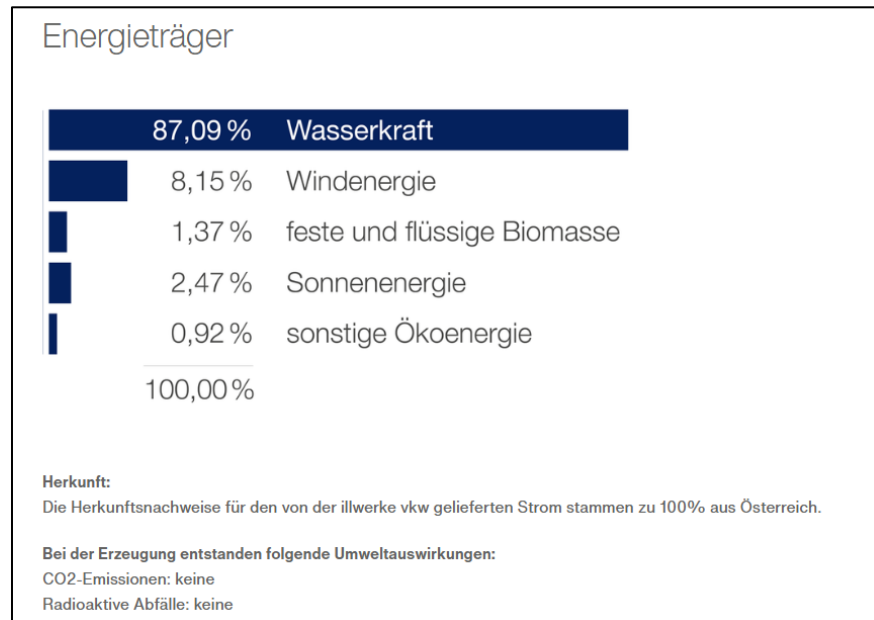 Energieträger
87,09 % Wasserkraft
8,15 % Windenergie
1,37 % feste und flüssige Biomasse
2,47 % Sonnenenergie
0,92 % sonstige Ökoenergie
100,00 %
Herkunft:
Die Herkunftsnachweise für den von der illwerke vkw gelieferten Strom stammen zu 100% aus Österreich.
Bei der Erzeugung entstanden folgende Umweltauswirkungen:
CO2-Emissionen: keine
Radioaktive Abfälle: keine